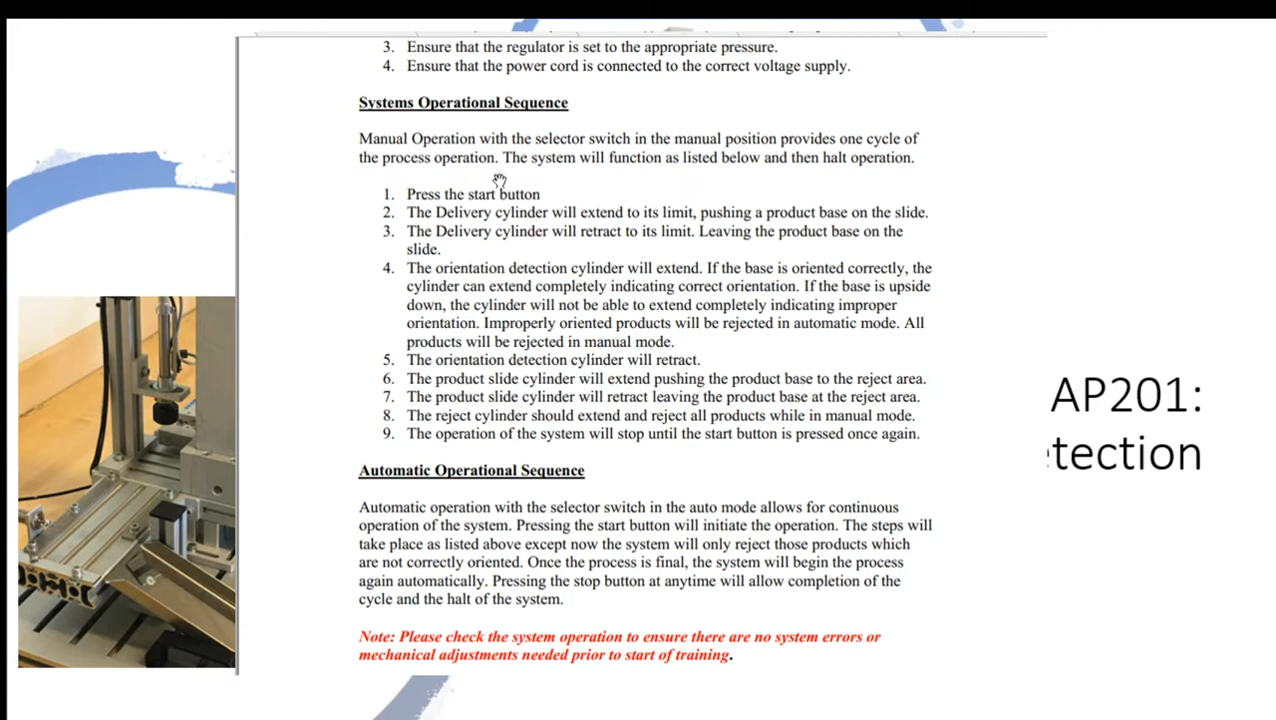 3. Ensure that the regulator is set to the appropriate pressure.
4. Ensure that the power cord is connected to the correct voltage supply.
Systems Operational Sequence
Manual Operation with the selector switch in the manual position provides one cycle of
the process operation. The system will function as listed below and then halt operation.
1. Press the start button
2. The Delivery cylinder will extend to its limit, pushing a product base on the slide.
3. The Delivery cylinder will retract to its limit. Leaving the product base on the
slide.
4. The orientation detection cylinder will extend. If the base is oriented correctly, the
cylinder can extend completely indicating correct orientation. If the base is upside
down, the cylinder will not be able to extend completely indicating improper
orientation. Improperly oriented products will be rejected in automatic mode. All
products will be rejected in manual mode.
5. The orientation detection cylinder will retract.
6. The product slide cylinder will extend pushing the product base to the reject area.
7. The product slide cylinder will retract leaving the product base at the reject area.
8. The reject cylinder should extend and reject all products while in manual mode.
9. The operation of the system will stop until the start button is pressed once again.
Automatic Operational Sequence
Automatic operation with the selector switch in the auto mode allows for continuous
operation of the system. Pressing the start button will initiate the operation. The steps will
take place as listed above except now the system will only reject those products which
are not correctly oriented. Once the process is final, the system will begin the process
again automatically. Pressing the stop button at anytime will allow completion of the
cycle and the halt of the system.
Note: Please check the system operation to ensure there are no system errors or
mechanical adjustments needed prior to start of training.
AP201:
tection